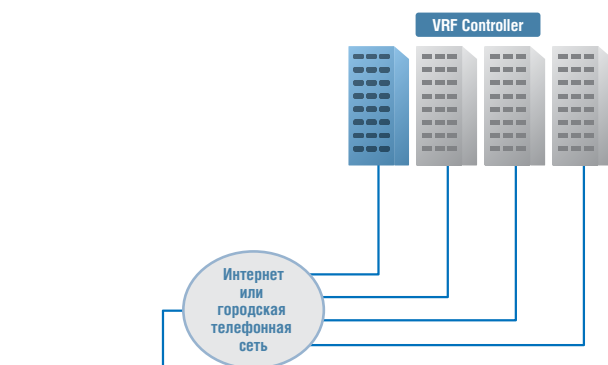 VRF Controller
Интернет
или
городская
телефонная
сеть